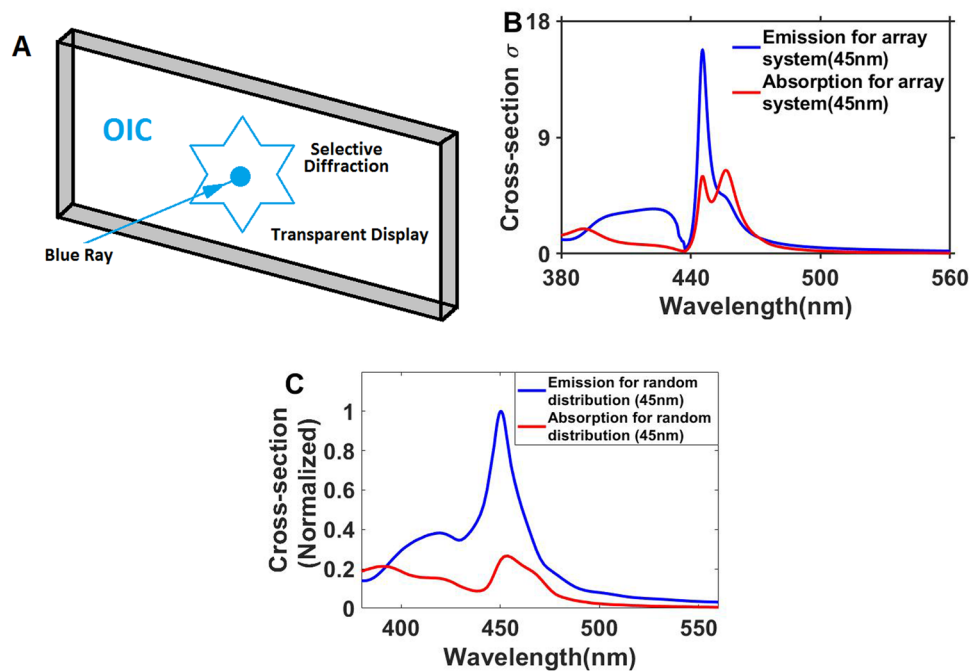 A
OIC
Selective
Diffraction
Transparent Display
Blue Ray
B
Cross-section σ
18
9
0
Emission for array
system(45nm)
Absorption for array
system(45nm)
380
440
500
560
Wavelength(nm)
C
Cross-section
(Normalized)
1
0.8
0.6
0.4
0.2
0
Emission for random
distribution (45nm)
Absorption for random
distribution (45nm)
400
450
500
550
Wavelength(nm)